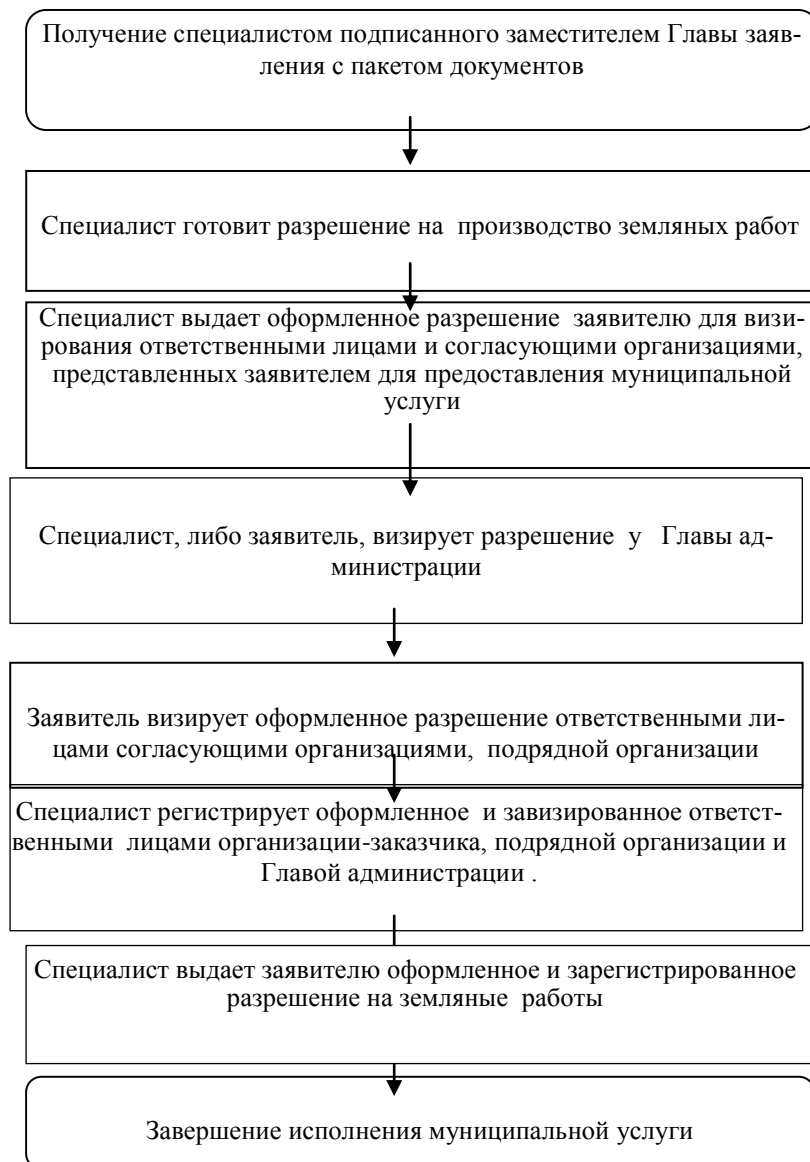 Получение специалистом подписанного заместителем Главы заяв-
ления с пакетом документов
Специалист готовит разрешение на производство земляных работ
Специалист выдает оформленное разрешение заявителю для визи-
рования ответственными лицами и согласующими организациями,
представленных заявителем для предоставления муниципальной
услуги
Специалист, либо заявитель, визирует разрешение у Главы ад-
министрации
Заявитель визирует оформленное разрешение ответственными ли-
цами согласующими организациями, подрядной организации
Специалист регистрирует оформленное и завизированное ответст-
венными лицами организации-заказчика, подрядной организации и
Главой администрации .
Специалист выдает заявителю оформленное и зарегистрированное
разрешение на земляные работы
Завершение исполнения муниципальной услуги